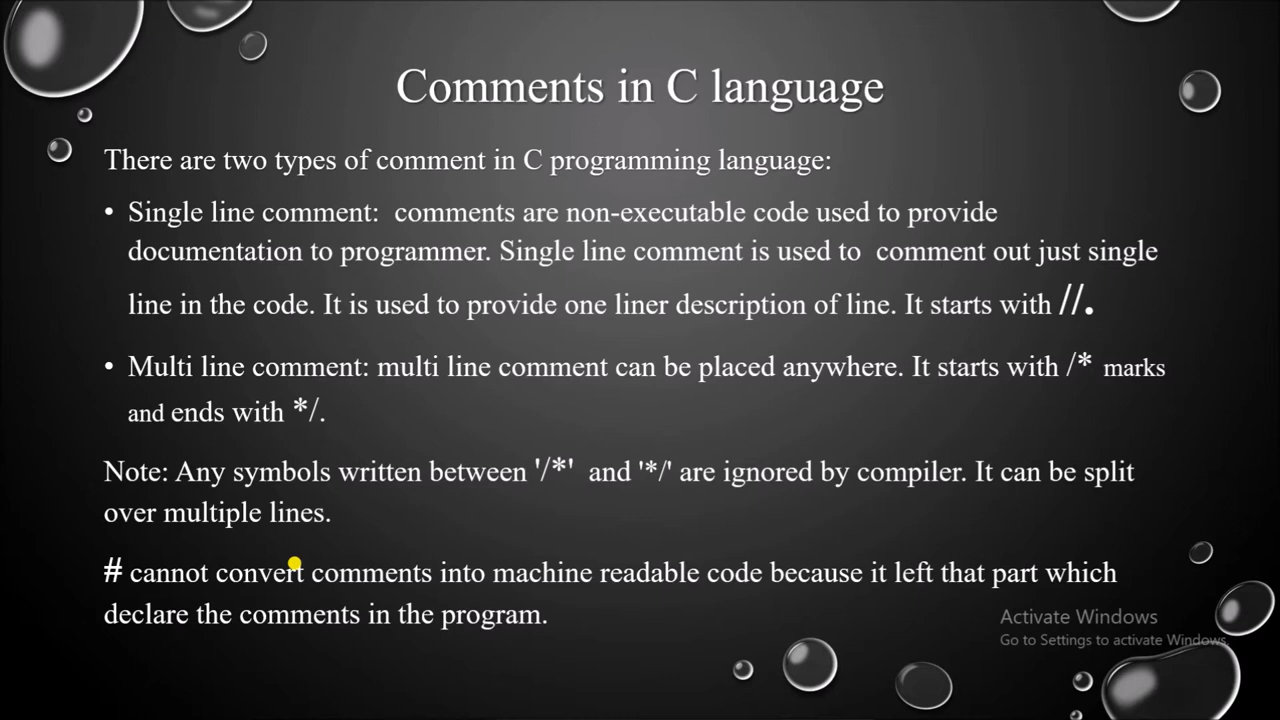 Comments in C language
There are two types of comment in C programming language:
• Single line comment:  comments are non-executable code used to provide
documentation to programmer. Single line comment is used to  comment out just single
line in the code. It is used to provide one liner description of line. It starts with //.
• Multi line comment: multi line comment can be placed anywhere. It starts with /* marks
and ends with */.
Note: Any symbols written between '/*'  and '*/' are ignored by compiler. It can be split
over multiple lines.
# cannot convert comments into machine readable code because it left that part which
declare the comments in the program.
Activate Windows
Go to Settings to activate Windows.